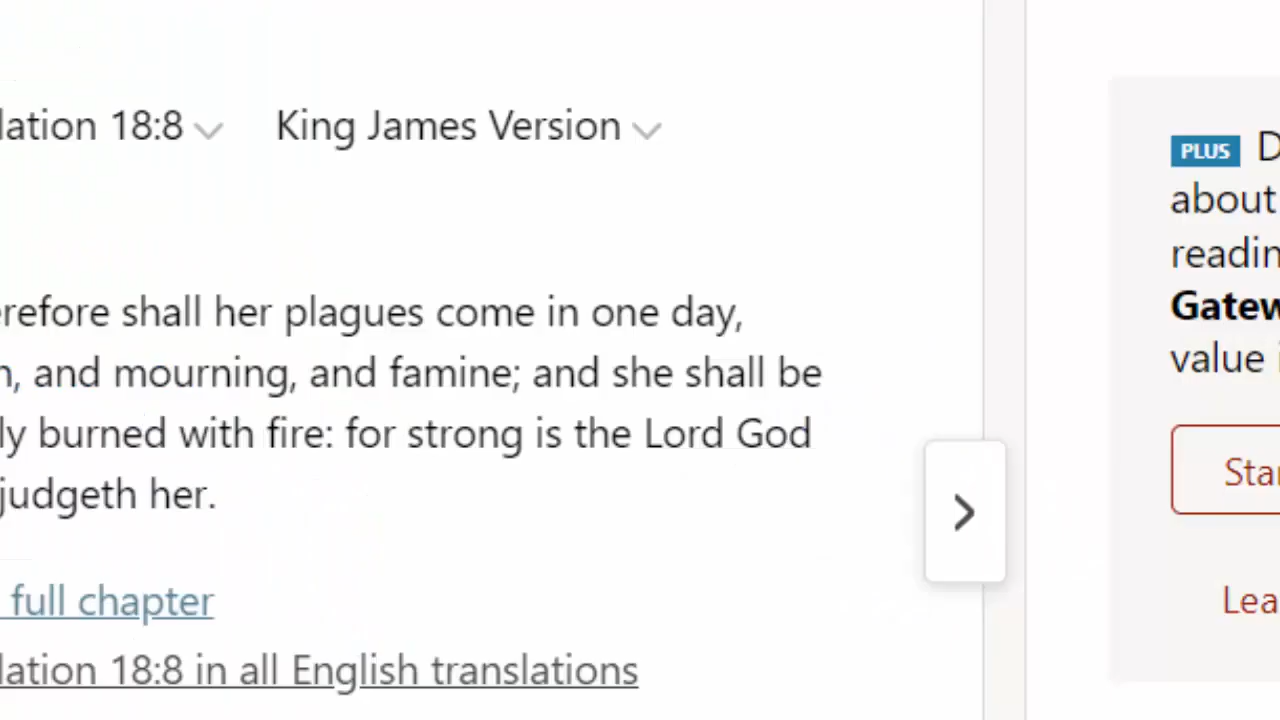 lation 18:8 King James Version
refore shall her plagues come in one day,
, and mourning, and famine; and she shall be
ly burned with fire: for strong is the Lord God
judgeth her.
full chapter
lation 18:8 in all English translations
PLUS D
about
readin
Gatew
value i
Star
Lea